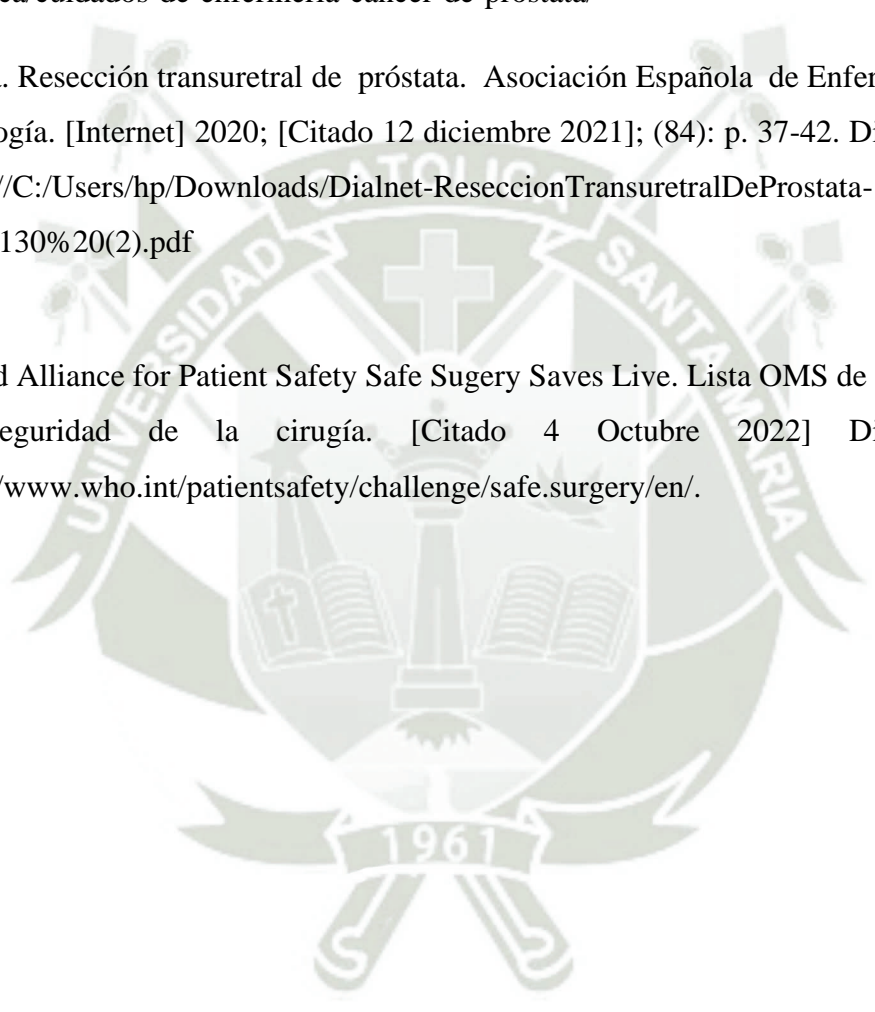 ca/cuidados-de-enfermeria-cancer-de-prostata/
a. Resección transuretral de próstata. Asociación Española de Enfer
ogía. [Internet] 2020; [Citado 12 diciembre 2021]; (84): p. 37-42. Di
//C:/Users/hp/Downloads/Dialnet-ReseccionTransuretralDeProstata-
130%20(2).pdf
d Alliance for Patient Safety Safe Sugery Saves Live. Lista OMS de
eguridad de la cirugía. [Citado 4 Octubre 2022] Di
/www.who.int/patientsafety/challenge/safe.surgery/en/.
UNIVERSIDAD CATOLICA SANTA MARIA
1961